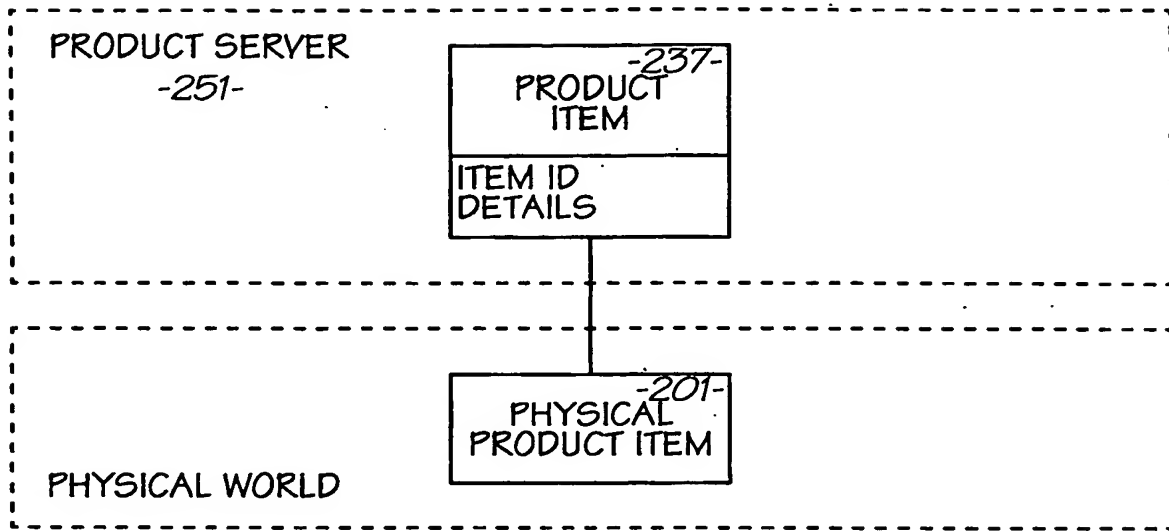 PRODUCT SERVER
-251-
-237-
PRODUCT
ITEM
ITEM ID
DETAILS
-201-
PHYSICAL
PRODUCT ITEM
PHYSICAL WORLD